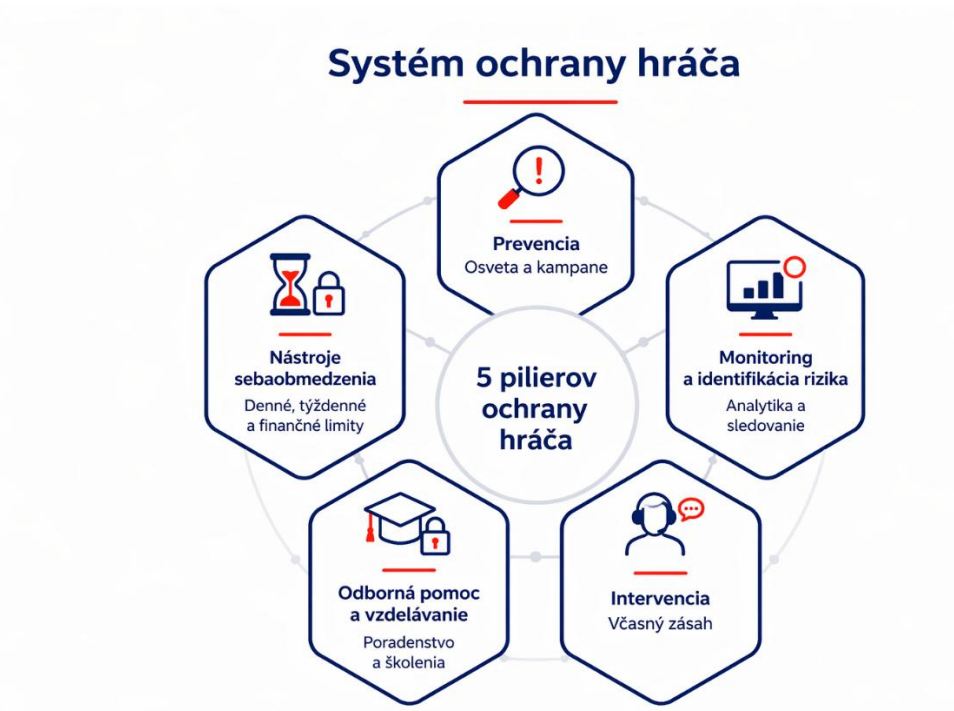 Systém ochrany hráča
Prevencia
Osveta a kampane
Nástroje
sebaobmedzenia
Denné, týždenné
a finančné limity
5 pilierov
ochrany
hráča
Monitoring
a identifikácia rizika
Analytika a
sledovanie
Odborná pomoc
a vzdelávanie
Poradenstvo
a školenia
Intervencia
Včasný zásah